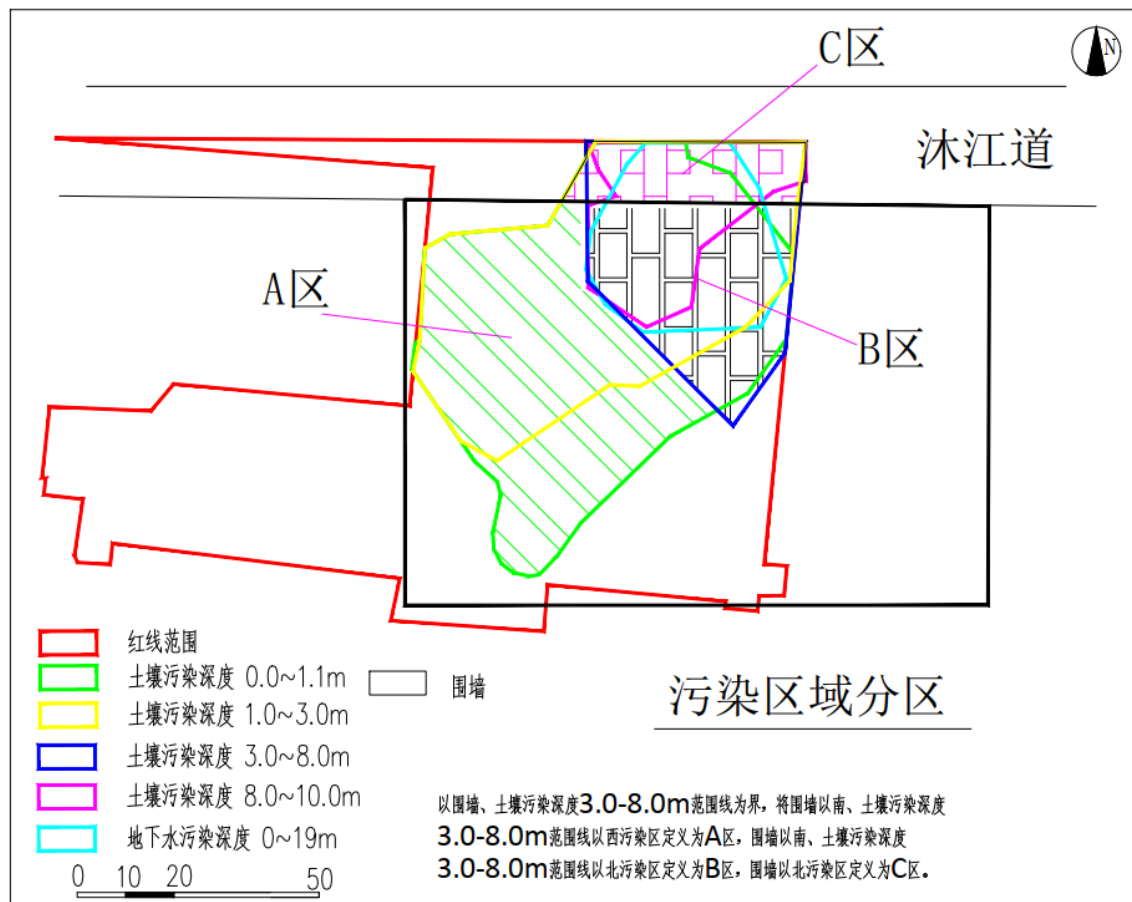 C区
N
沐江道
A区
B区
红线范围
土壤污染深度 0.0~1.1m
围墙
土壤污染深度 1.0~3.0m
污染区域分区
土壤污染深度 3.0~8.0m
土壤污染深度 8.0~10.0m
地下水污染深度 0~19m
以围墙、土壤污染深度3.0-8.0m范围线为界，将围墙以南、土壤污染深度
3.0-8.0m范围线以西污染区定义为A区，围墙以南、土壤污染深度
3.0-8.0m范围线以北污染区定义为B区，围墙以北污染区定义为C区。
0 10 20 50